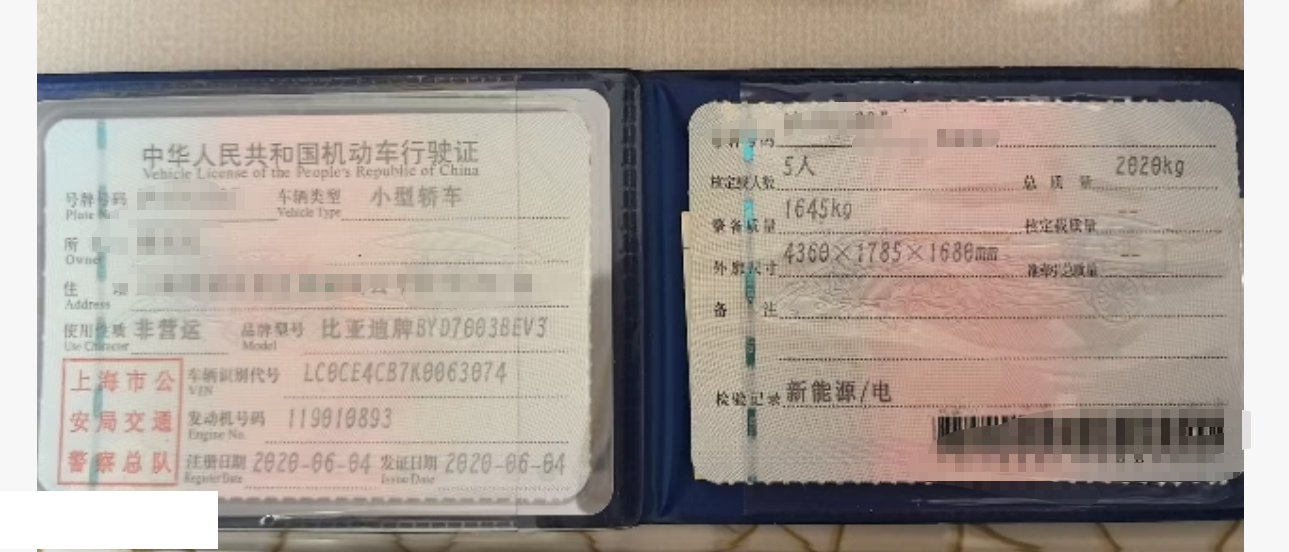 中华人民共和国机动车行驶证
Vehicle License of the People's Republic of China
号牌号码 车辆类型 小型轿车
Plate No. Vehicle Type
所
Owner
住
Address
使用性质 非营运 品牌型号 比亚迪牌BYD7003BEV3
Use Character Model
上海市公
安局交通
警察总队
车辆识别代号 LC0CE4CB7K0063074
VIN
发动机号码 119010893
Engine No.
注册日期 2020-06-04 发证日期 2020-06-04
Register Date Issue Date
号牌号码
核定载人数 5人 总质量 2020kg
整备质量 1645kg 核定载质量 --
外廓尺寸 4360×1785×1680mm 准牵引总质量 --
备注
检验记录 新能源/电